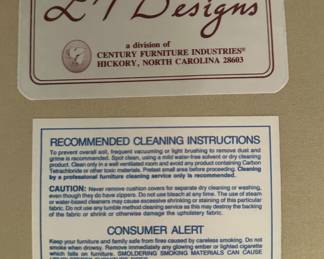 LT Designs
a division of
CENTURY FURNITURE INDUSTRIES®
HICKORY, NORTH CAROLINA 28603
RECOMMENDED CLEANING INSTRUCTIONS
To prevent overall soil, frequent vacuuming or light brushing to remove dust and
grime is recommended. Spot clean, using a mild water-free solvent or dry cleaning
product. Clean only in a well ventilated room and avoid any product containing Carbon
Tetrachloride or other toxic materials. Pretest small area before proceeding. Cleaning
by a professional furniture cleaning service only is recommended.
CAUTION: Never remove cushion covers for separate dry cleaning or washing,
even though they do have zippers. Do not use bleach at any time. The use of steam
or water-based cleaners may cause excessive shrinking or staining of this particular
fabric. Do not use any tumble method cleaning service as this may destroy the backing
of the fabric or shrink or otherwise damage the upholstery fabric.
CONSUMER ALERT
Keep your furniture and family safe from fires caused by careless smoking. Do not
smoke when drowsy. Remove immediately any glowing ember or lighted cigarette
which falls on furniture. SMOLDERING SMOKING MATERIALS CAN CAUSE